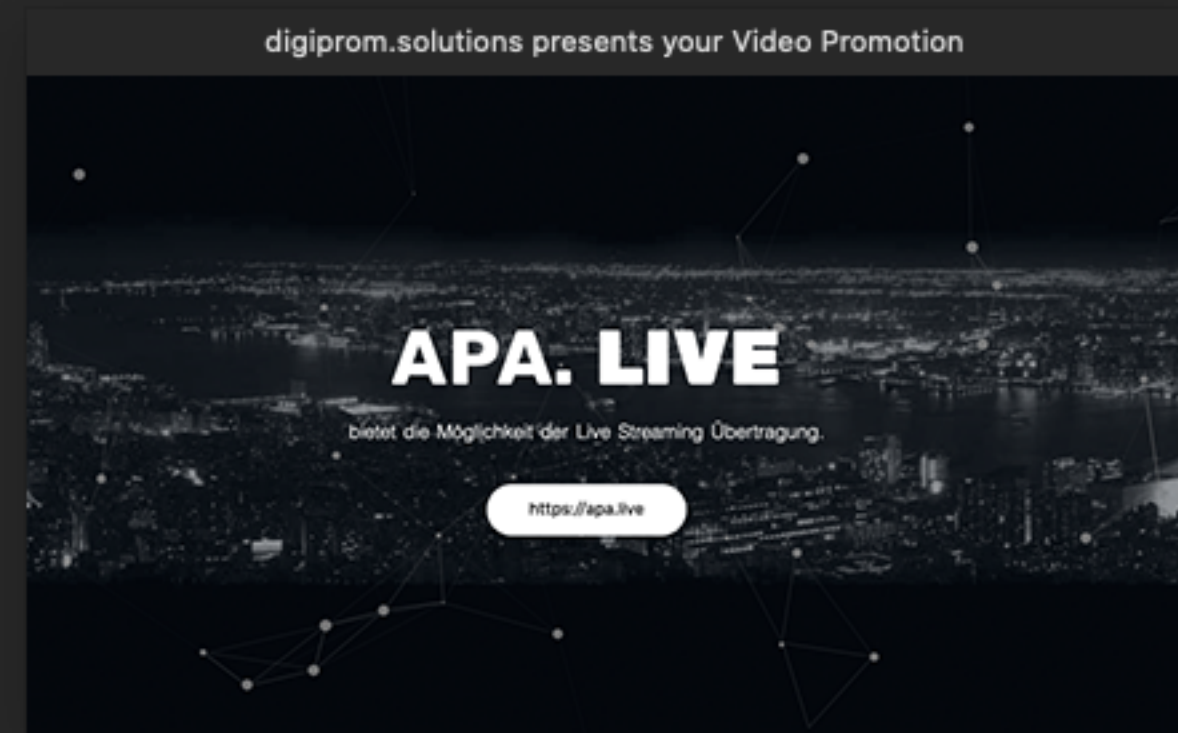 digiprom.solutions presents your Video Promotion
APA. LIVE
bietet die Möglichkeit der Live Streaming Übertragung.
https://apa.live